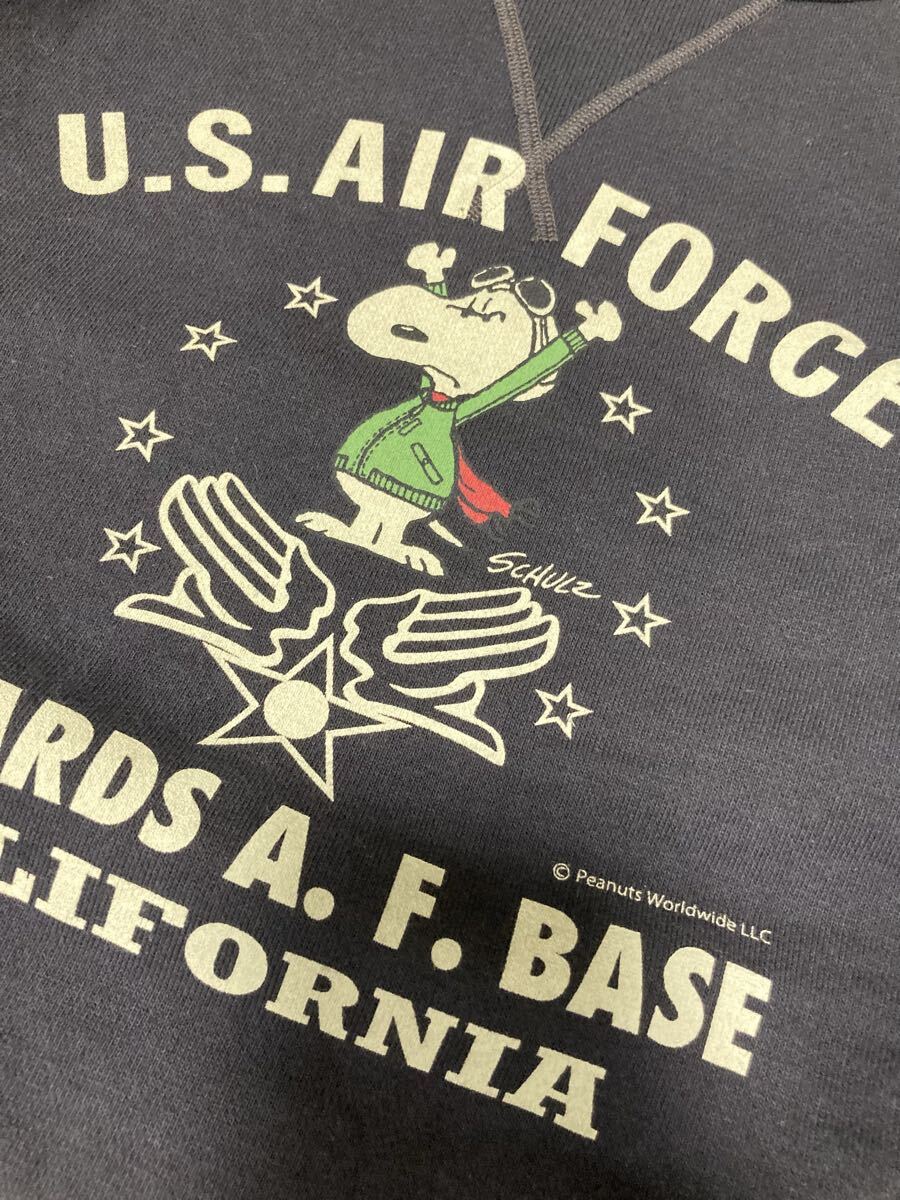 U.S. AIR FORCE
SCHULZ
ARDS A. F. BASE
© Peanuts Worldwide LLC
LIFORNIA